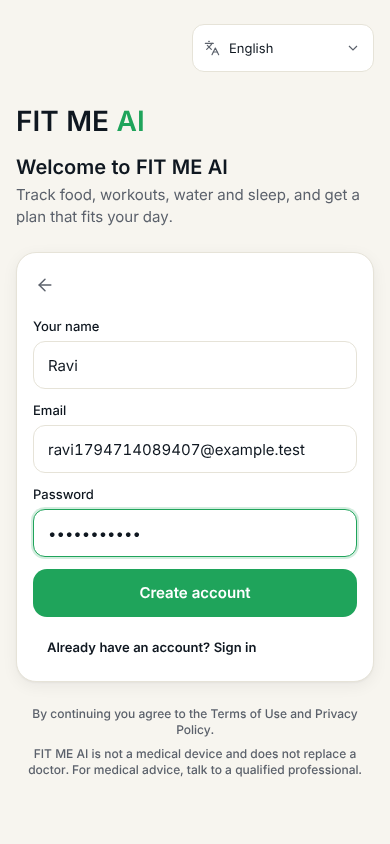 English
FIT ME AI
Welcome to FIT ME AI
Track food, workouts, water and sleep, and get a
plan that fits your day.
Your name
Ravi
Email
ravi1794714089407@example.test
Password
•••••••••••
Create account
Already have an account? Sign in
By continuing you agree to the Terms of Use and Privacy
Policy.
FIT ME AI is not a medical device and does not replace a
doctor. For medical advice, talk to a qualified professional.